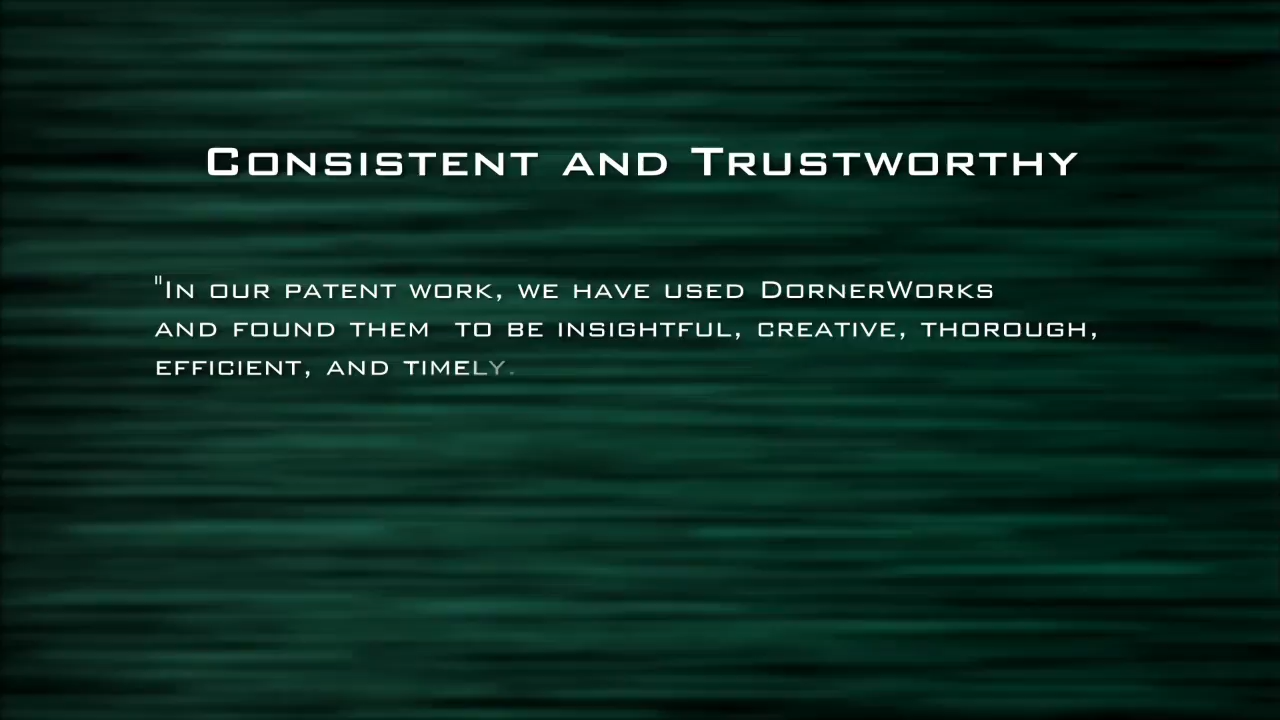 Consistent and Trustworthy
"In our patent work, we have used DornerWorks
and found them to be insightful, creative, thorough,
efficient, and timely.